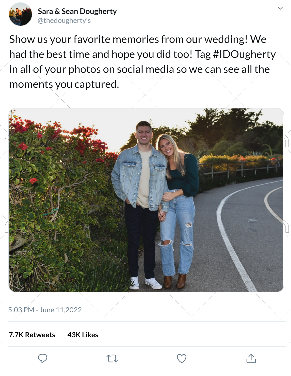 Sara & Sean Dougherty
@thedougherty's
Show us your favorite memories from our wedding! We
had the best time and hope you did too! Tag #IDOugherty
in all of your photos on social media so we can see all the
moments you captured.
5:03 PM - June 11,2022
7.7K Retweets 43K Likes